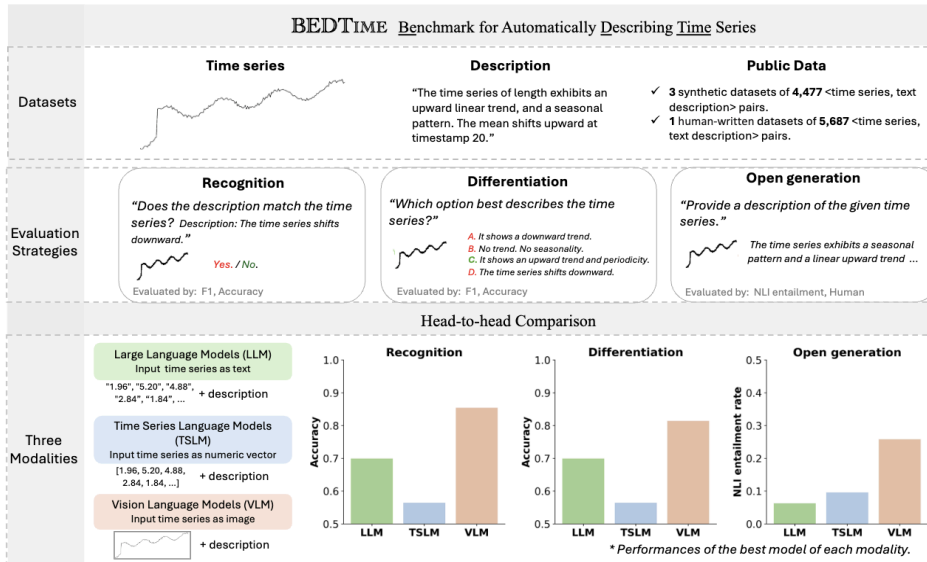 BEDTIME Benchmark for Automatically Describing Time Series
Datasets
Time series
Description
“The time series of length exhibits an
upward linear trend, and a seasonal
pattern. The mean shifts upward at
timestamp 20.”
Public Data
✓ 3 synthetic datasets of 4,477 <time series, text
description> pairs.
✓ 1 human-written datasets of 5,687 <time series,
text description> pairs.
Evaluation
Strategies
Recognition
“Does the description match the time
series? Description: The time series shifts
downward.”
Yes. / No.
Evaluated by: F1, Accuracy
Differentiation
“Which option best describes the time
series?”
A. It shows a downward trend.
B. No trend. No seasonality.
C. It shows an upward trend and periodicity.
D. The time series shifts downward.
Evaluated by: F1, Accuracy
Open generation
“Provide a description of the given time
series.”
The time series exhibits a seasonal
pattern and a linear upward trend ...
Evaluated by: NLI entailment, Human
Head-to-head Comparison
Three
Modalities
Large Language Models (LLM)
Input time series as text
"1.96", "5.20", "4.88",
"2.84", "1.84", ...
+ description
Time Series Language Models
(TSLM)
Input time series as numeric vector
[1.96, 5.20, 4.88,
2.84, 1.84, ...]
+ description
Vision Language Models (VLM)
Input time series as image
+ description
Recognition
Accuracy
1.0
0.9
0.8
0.7
0.6
0.5
LLM TSLM VLM
Differentiation
Accuracy
1.0
0.9
0.8
0.7
0.6
0.5
LLM TSLM VLM
Open generation
NLI entailment rate
0.5
0.4
0.3
0.2
0.1
0.0
LLM TSLM VLM
* Performances of the best model of each modality.